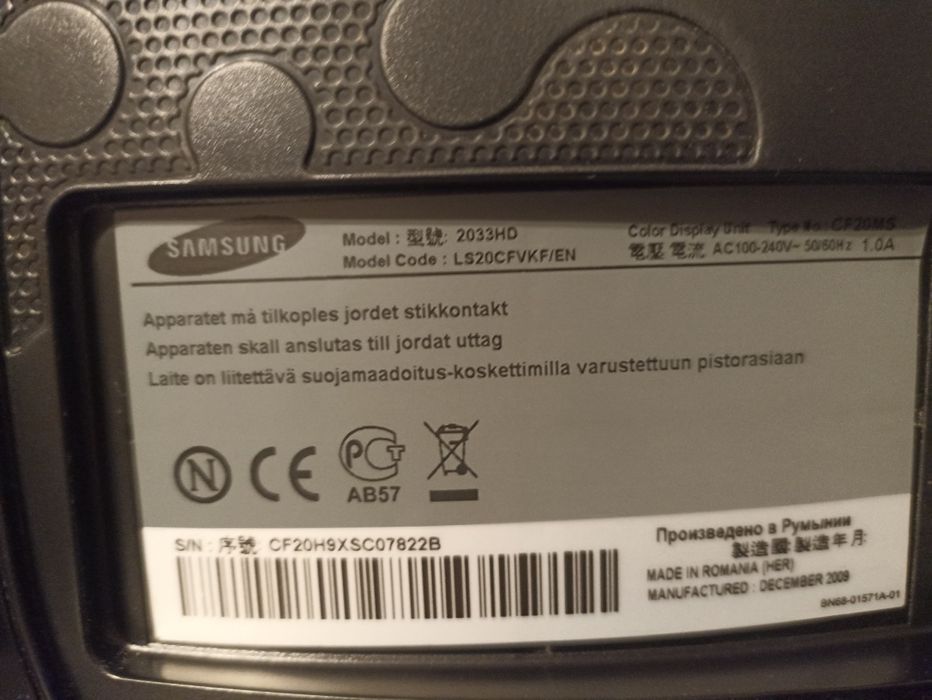 SAMSUNG
Model : 型號: 2033HD
Model Code : LS20CFVKF/EN
Color Display Unit Type No : CF20MS
電壓 電流 AC100-240V~ 50/60Hz 1.0A
Apparatet må tilkoples jordet stikkontakt
Apparaten skall anslutas till jordat uttag
Laite on liitettävä suojamaadoitus-koskettimilla varustettuun pistorasiaan
N CE PCT
AB57
S/N : 序號: CF20H9XSC07822B
Произведено в Румынии
製造國 製造年月:
MADE IN ROMANIA (HER)
MANUFACTURED : DECEMBER 2009
BN68-01571A-01